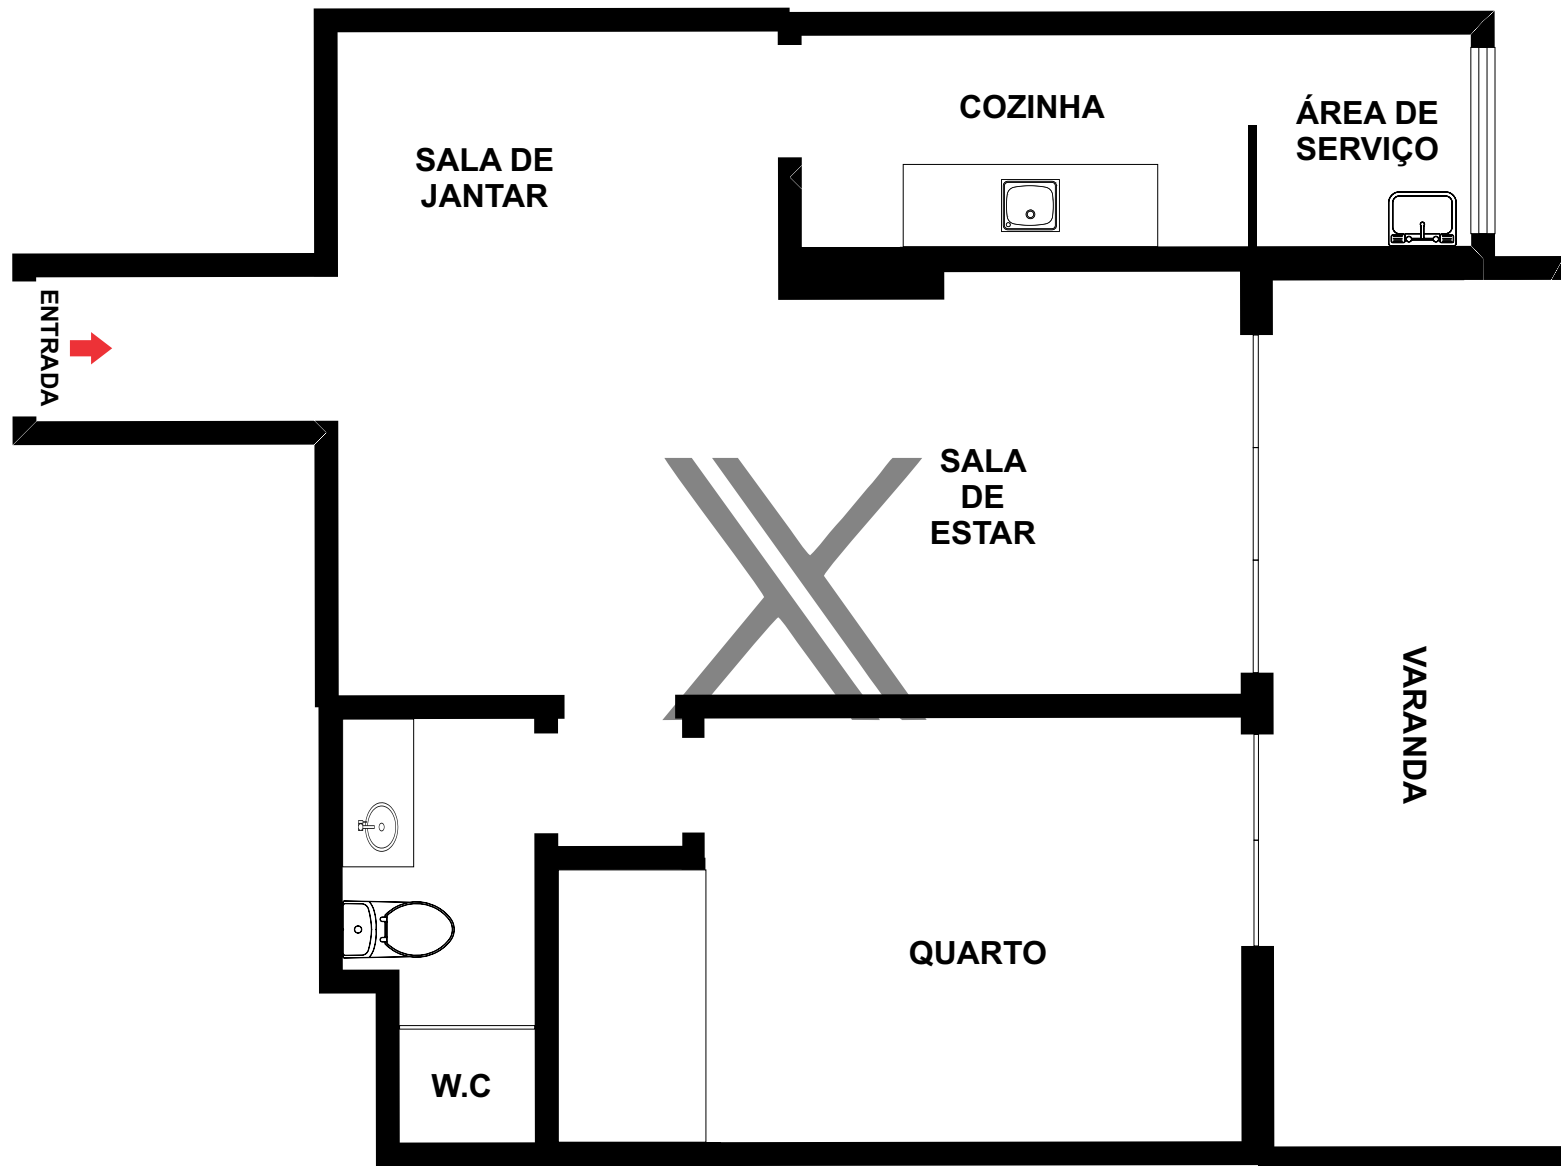 COZINHA
ÁREA DE
SERVIÇO
SALA DE
JANTAR
ENTRADA
SALA
DE
ESTAR
VARANDA
QUARTO
W.C